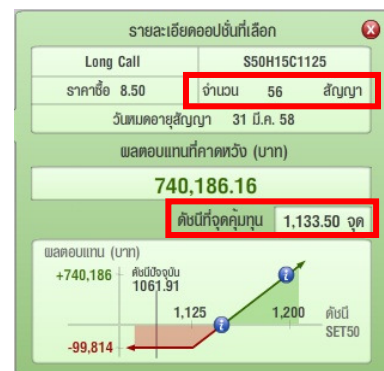 รายละเอียดออปชั่นที่เลือก
Long Call S50H15C1125
ราคาซื้อ 8.50 จำนวน 56 สัญญา
วันหมดอายุสัญญา 31 มี.ค. 58
ผลตอบแทนที่คาดหวัง (บาท)
740,186.16
ดัชนีที่จุดคุ้มทุน 1,133.50 จุด
ผลตอบแทน (บาท)
+740,186 ดัชนีปัจจุบัน
1061.91
1,125 1,200 ดัชนี
SET50
-99,814